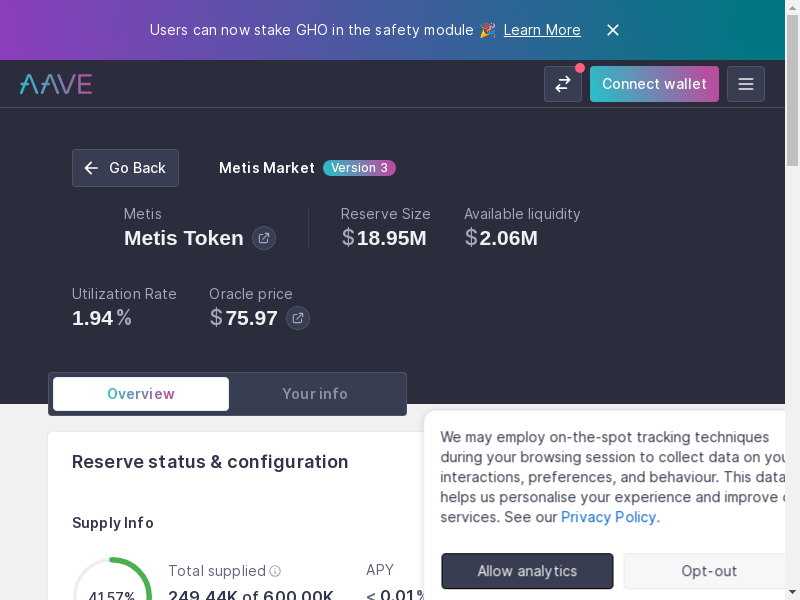 Users can now stake GHO in the safety module 🎉 Learn More
AAVE
Connect wallet
Go Back
Metis Market Version 3
Metis
Metis Token
Reserve Size
$18.95M
Available liquidity
$2.06M
Utilization Rate
1.94%
Oracle price
$75.97
Overview
Your info
Reserve status & configuration
We may employ on-the-spot tracking techniques
during your browsing session to collect data on you
interactions, preferences, and behaviour. This data
helps us personalise your experience and improve
services. See our Privacy Policy.
Allow analytics
Opt-out
Supply Info
41.57%
Total supplied
249.44K of 600.00K
APY
< 0.01%